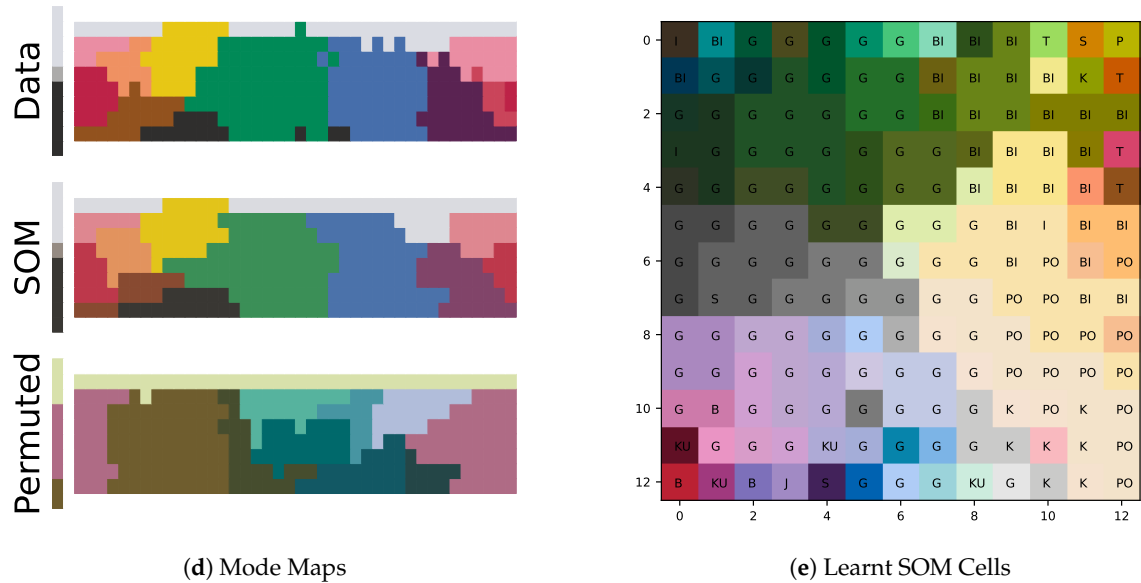 Data
SOM
Permuted
(d) Mode Maps
0 I BI G G G G G BI BI BI T S P
BI G G G G G G BI BI BI BI K T
2 G G G G G G G BI BI BI BI BI BI
I G G G G G G G BI BI BI BI T
4 G G G G G G G G BI BI BI BI T
G G G G G G G G G BI I BI BI
6 G G G G G G G G G BI PO BI PO
G S G G G G G G G PO PO BI BI
8 G G G G G G G G G PO PO PO PO
G G G G G G G G G PO PO PO PO
10 G B G G G G G G G K PO K PO
KU G G G KU G G G G K K K PO
12 B KU B J S G G G KU G K K PO
0 2 4 6 8 10 12
(e) Learnt SOM Cells